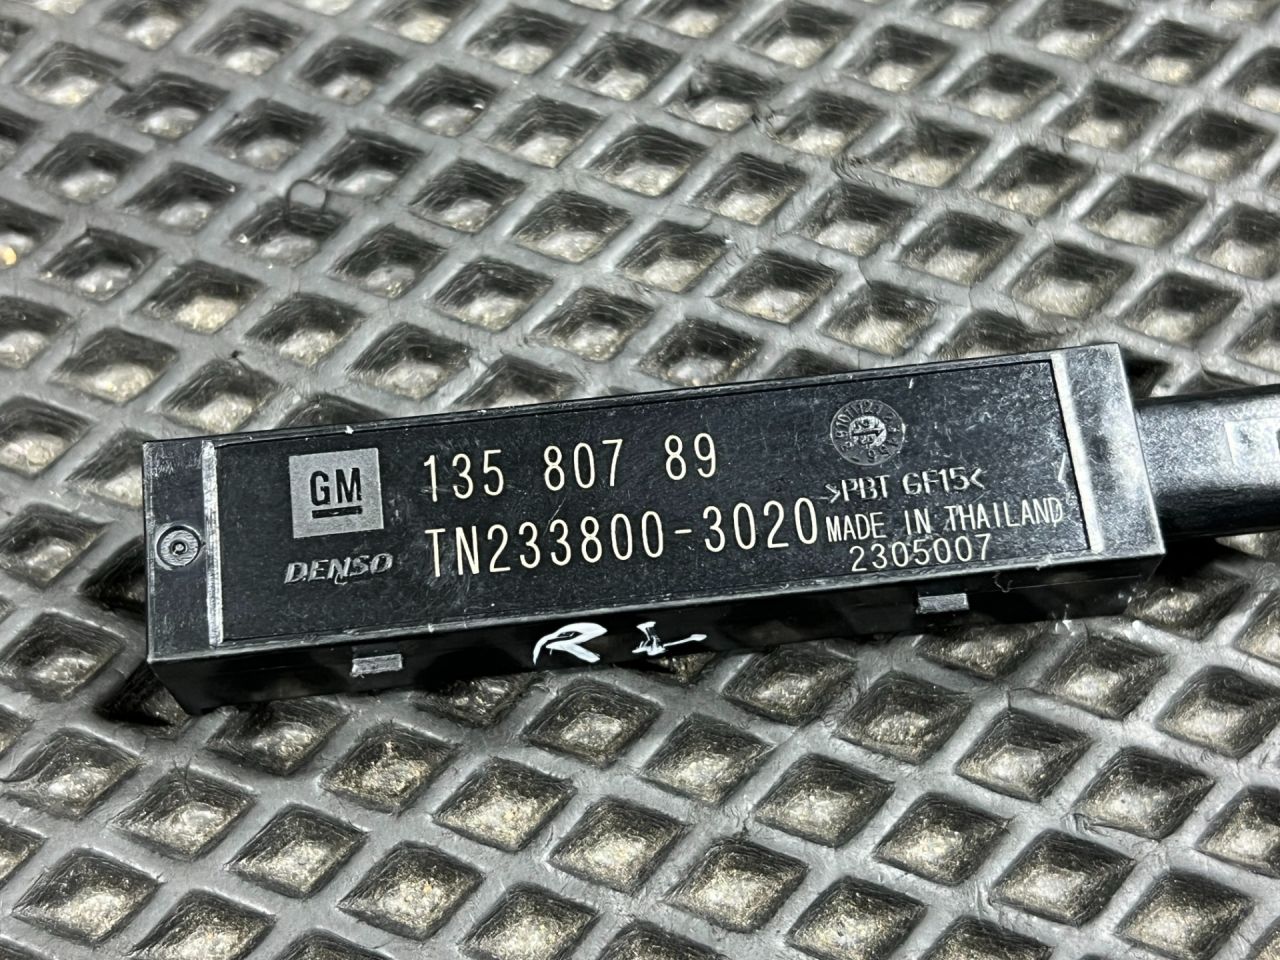 GM
135 807 89
DENSO
TN233800-3020
>PBT GF15<
MADE IN THAILAND
2305007
R